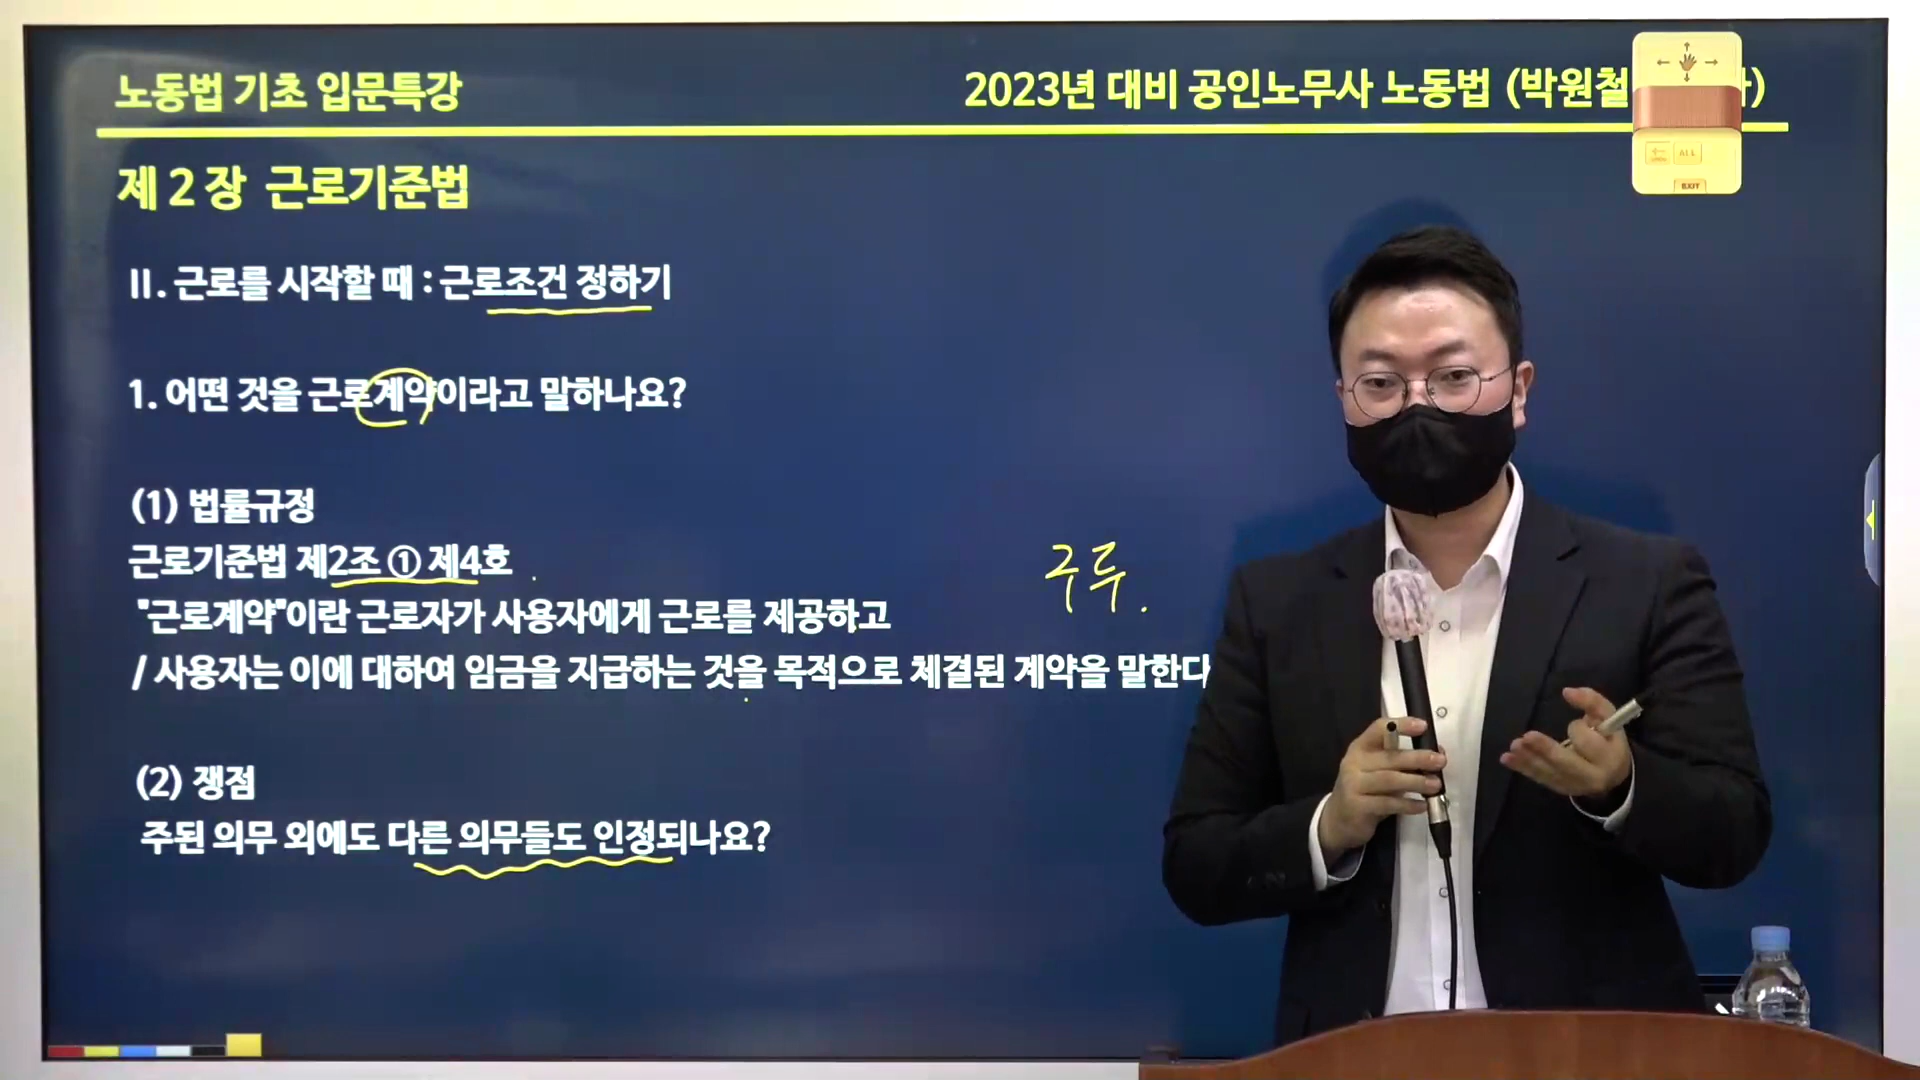 노동법 기초 입문특강
2023년 대비 공인노무사 노동법 (박원철
제 2 장 근로기준법
II. 근로를 시작할 때 : 근로조건 정하기
1. 어떤 것을 근로계약이라고 말하나요?
(1) 법률규정
근로기준법 제2조 ① 제4호
"근로계약"이란 근로자가 사용자에게 근로를 제공하고
/ 사용자는 이에 대하여 임금을 지급하는 것을 목적으로 체결된 계약을 말한다
구두.
(2) 쟁점
주된 의무 외에도 다른 의무들도 인정되나요?
ALL
EXIT